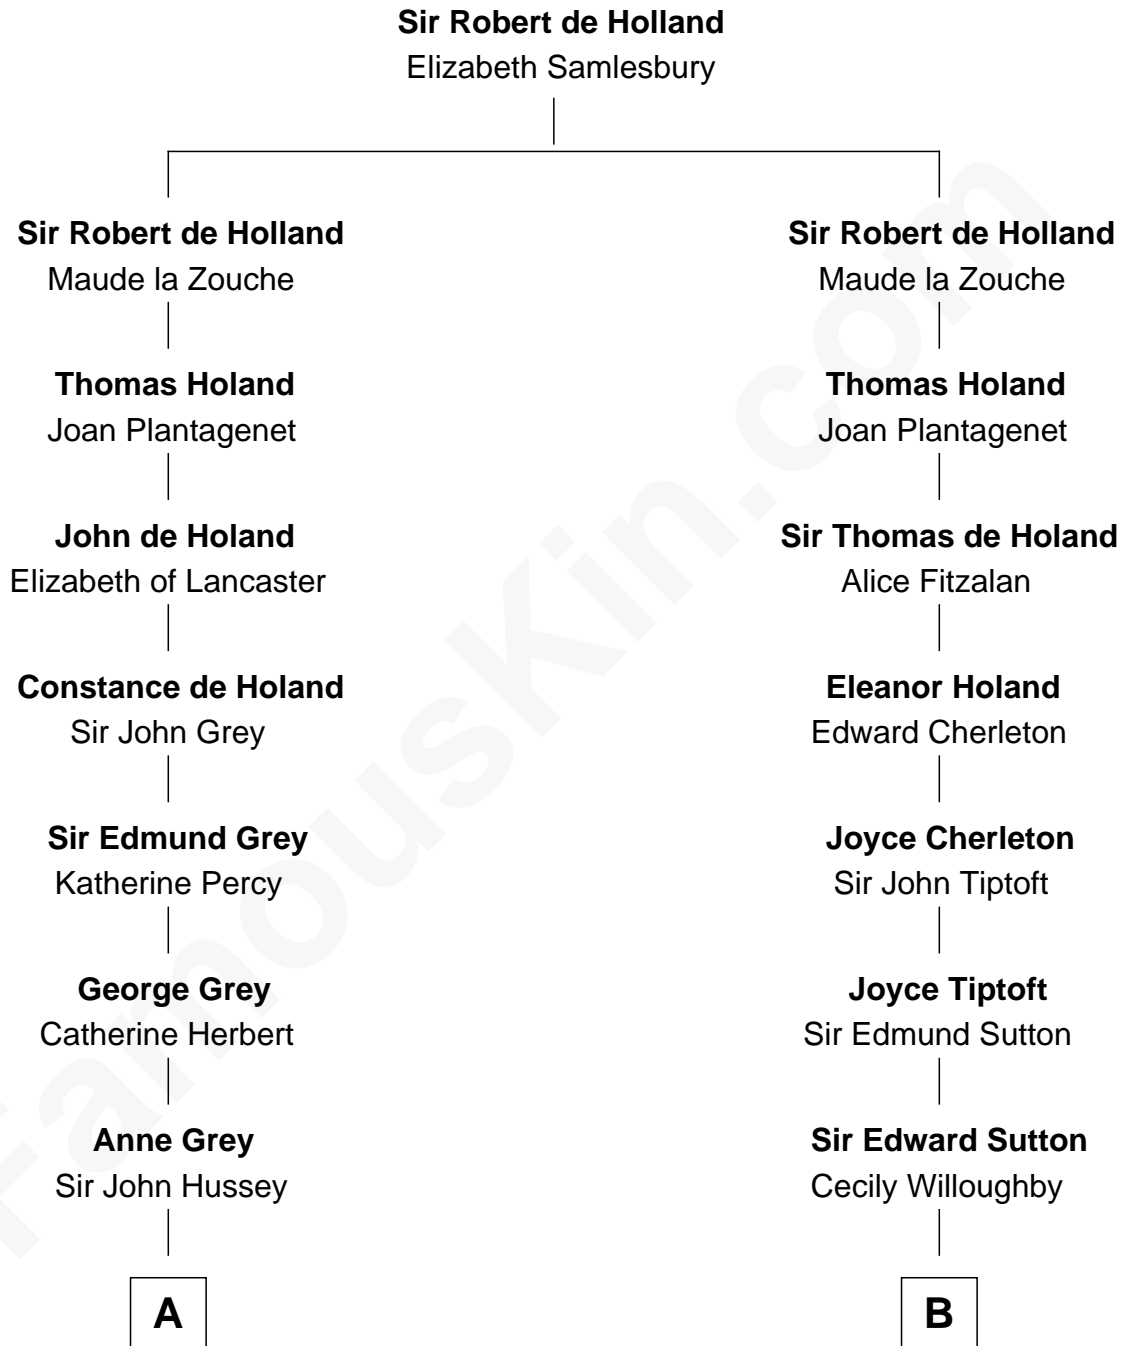 Sir Robert de Holland
Elizabeth Samlesbury
Sir Robert de Holland
Maude la Zouche
Thomas Holand
Joan Plantagenet
John de Holand
Elizabeth of Lancaster
Constance de Holand
Sir John Grey
Sir Edmund Grey
Katherine Percy
George Grey
Catherine Herbert
Anne Grey
Sir John Hussey
A
Sir Robert de Holland
Maude la Zouche
Thomas Holand
Joan Plantagenet
Sir Thomas de Holand
Alice Fitzalan
Eleanor Holand
Edward Cherleton
Joyce Cherleton
Sir John Tiptoft
Joyce Tiptoft
Sir Edmund Sutton
Sir Edward Sutton
Cecily Willoughby
B
FamousKin.com